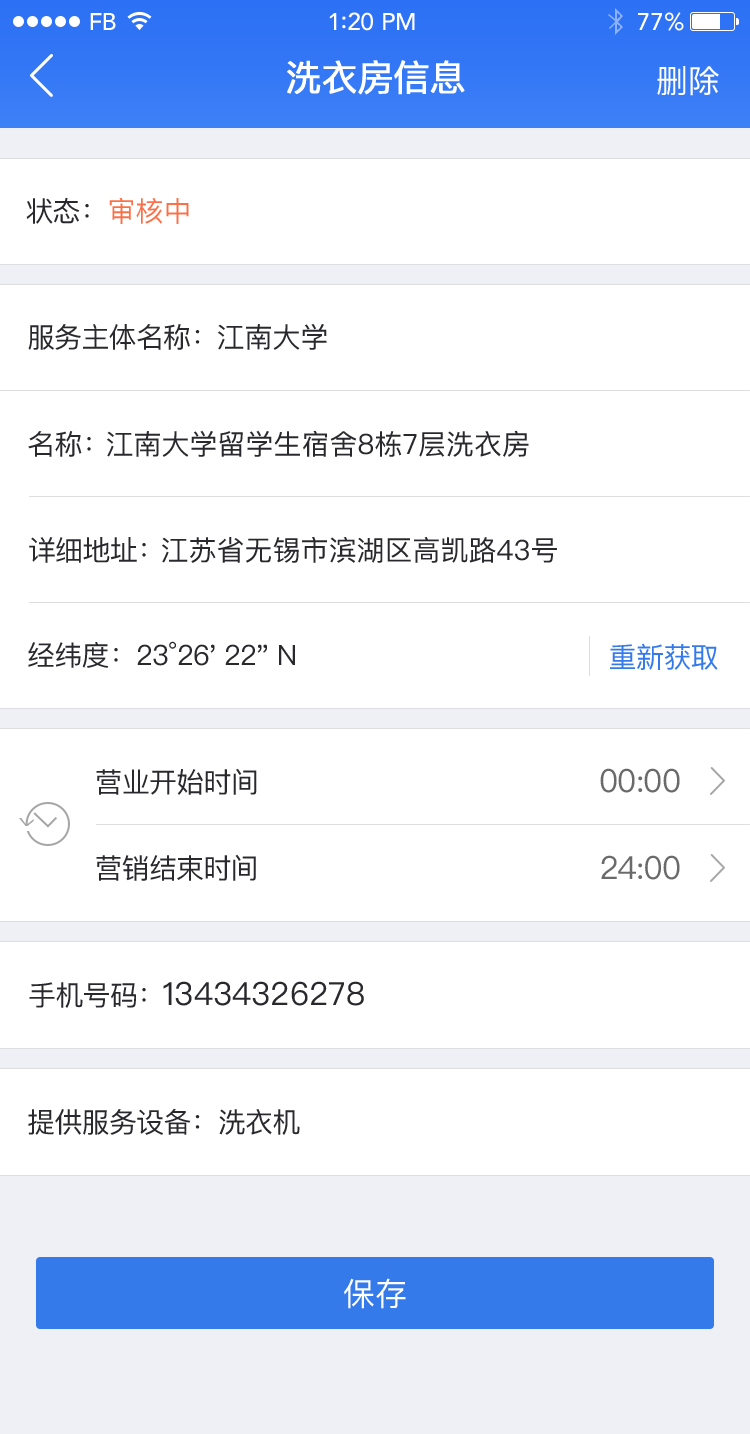 FB 1:20 PM 77%
洗衣房信息 删除
状态：审核中
服务主体名称：江南大学
名称：江南大学留学生宿舍8栋7层洗衣房
详细地址：江苏省无锡市滨湖区高凯路43号
经纬度：23°26’ 22” N 重新获取
营业开始时间 00:00
营销结束时间 24:00
手机号码：13434326278
提供服务设备：洗衣机
保存